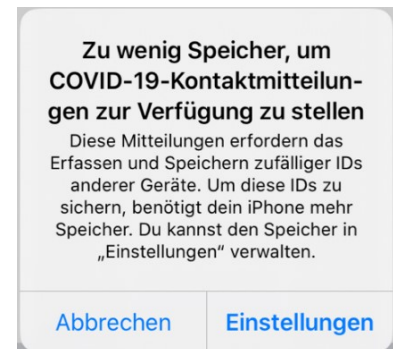 Zu wenig Speicher, um
COVID-19-Kontaktmitteilun-
gen zur Verfügung zu stellen
Diese Mitteilungen erfordern das
Erfassen und Speichern zufälliger IDs
anderer Geräte. Um diese IDs zu
sichern, benötigt dein iPhone mehr
Speicher. Du kannst den Speicher in
„Einstellungen“ verwalten.
Abbrechen
Einstellungen